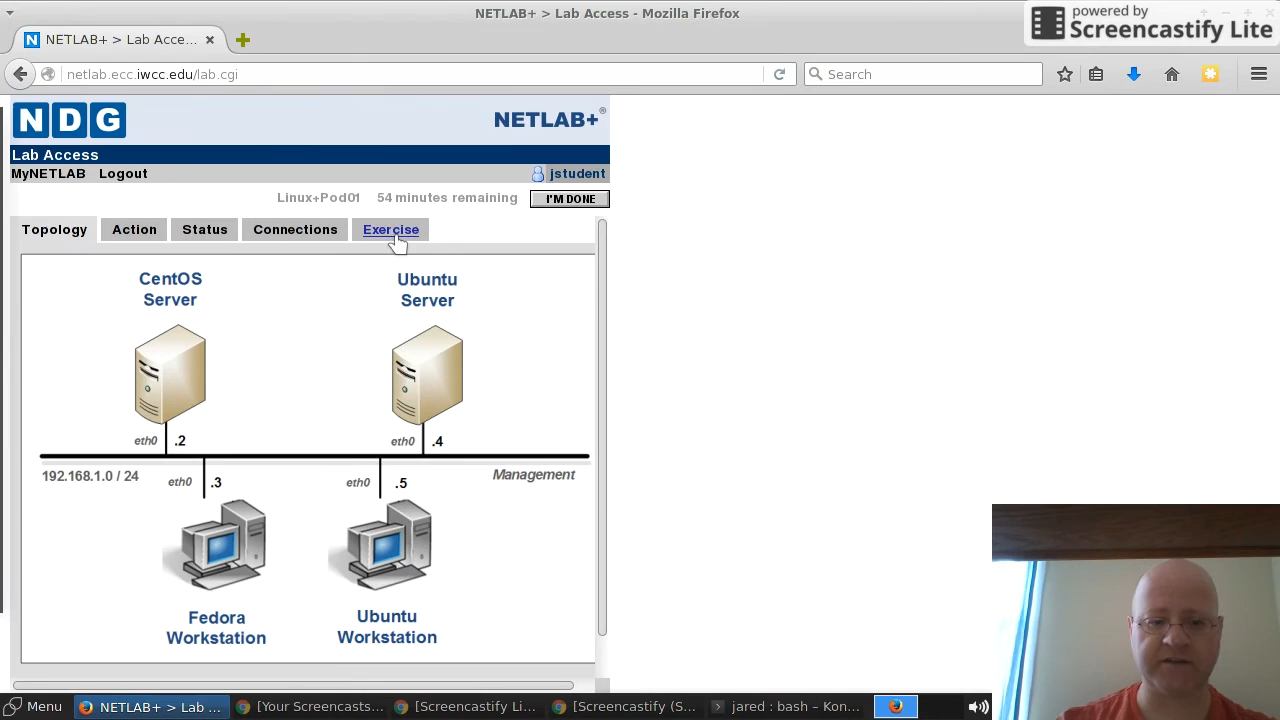 NETLAB+ > Lab Access - Mozilla Firefox
powered by
Screencastify Lite
N NETLAB+ > Lab Acce...
netlab.ecc.iwcc.edu/lab.cgi
Search
NDG
NETLAB+®
Lab Access
MyNETLAB Logout
jstudent
Linux+Pod01 54 minutes remaining I'M DONE
Topology Action Status Connections Exercise
CentOS
Server
Ubuntu
Server
eth0 .2
eth0 .4
192.168.1.0 / 24
eth0 .3
eth0 .5
Management
Fedora
Workstation
Ubuntu
Workstation
Menu
NETLAB+ > Lab ...
[Your Screencasts...
[Screencastify Li...
[Screencastify (S...
jared : bash – Kon...